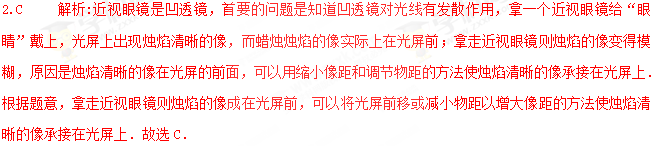 2.C 解析:近视眼镜是凹透镜,首要的问题是知道凹透镜对光线有发散作用,拿一个近视眼镜给“眼
睛”戴上,光屏上出现烛焰清晰的像,而蜡烛烛焰的像实际上在光屏前;拿走近视眼镜则烛焰的像变得模
糊,原因是烛焰清晰的像在光屏的前面,可以用缩小像距和调节物距的方法使烛焰清晰的像承接在光屏上.
根据题意,拿走近视眼镜则烛焰的像成在光屏前,可以将光屏前移或减小物距以增大像距的方法使烛焰清
晰的像承接在光屏上.故选C.